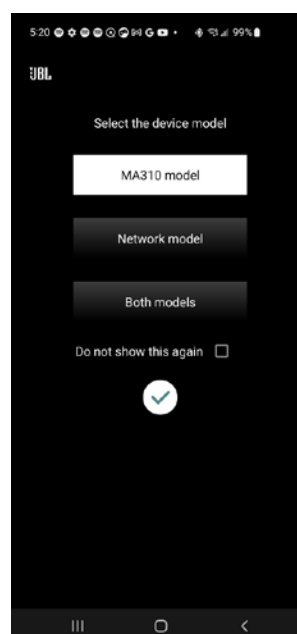 5:20 99%
JBL
Select the device model
MA310 model
Network model
Both models
Do not show this again